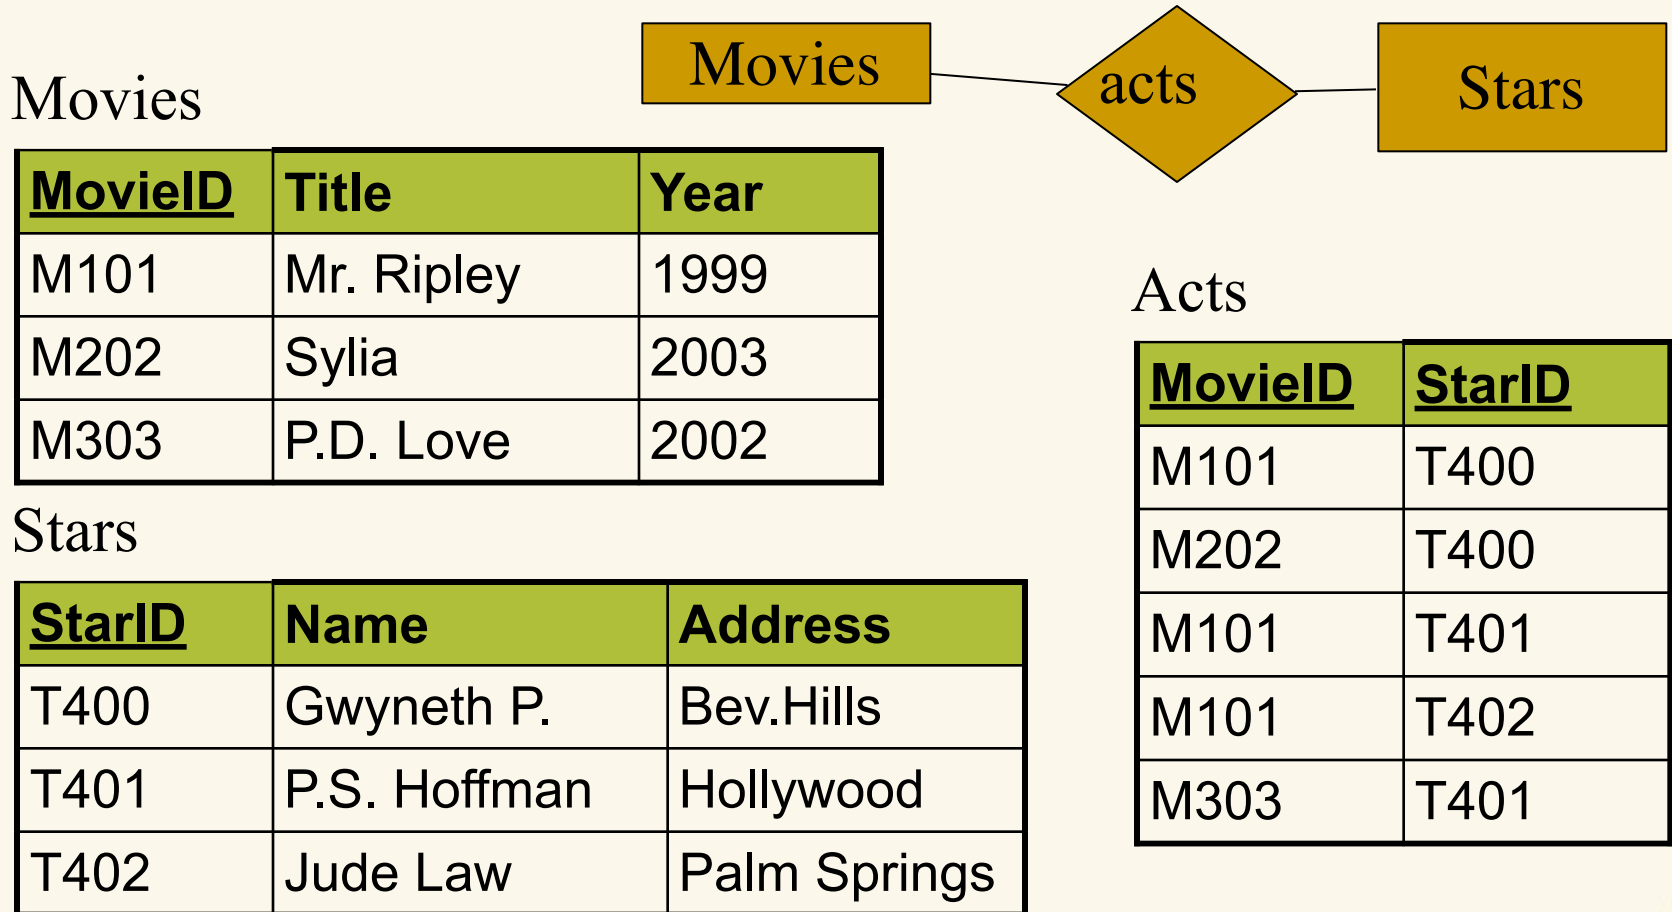 Movies acts Stars
Movies
MovieID Title Year
M101 Mr. Ripley 1999
M202 Sylia 2003
M303 P.D. Love 2002
Stars
StarID Name Address
T400 Gwyneth P. Bev.Hills
T401 P.S. Hoffman Hollywood
T402 Jude Law Palm Springs
Acts
MovieID StarID
M101 T400
M202 T400
M101 T401
M101 T402
M303 T401